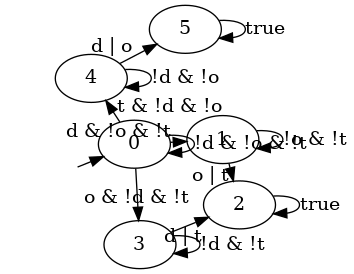 5
true
d | o
4
!d & !o
t & !d & !o
d & !o & !t
0
!d & !o & !t
1
!o & !t
o | t
o & !d & !t
2
true
d | t
3
!d & !t